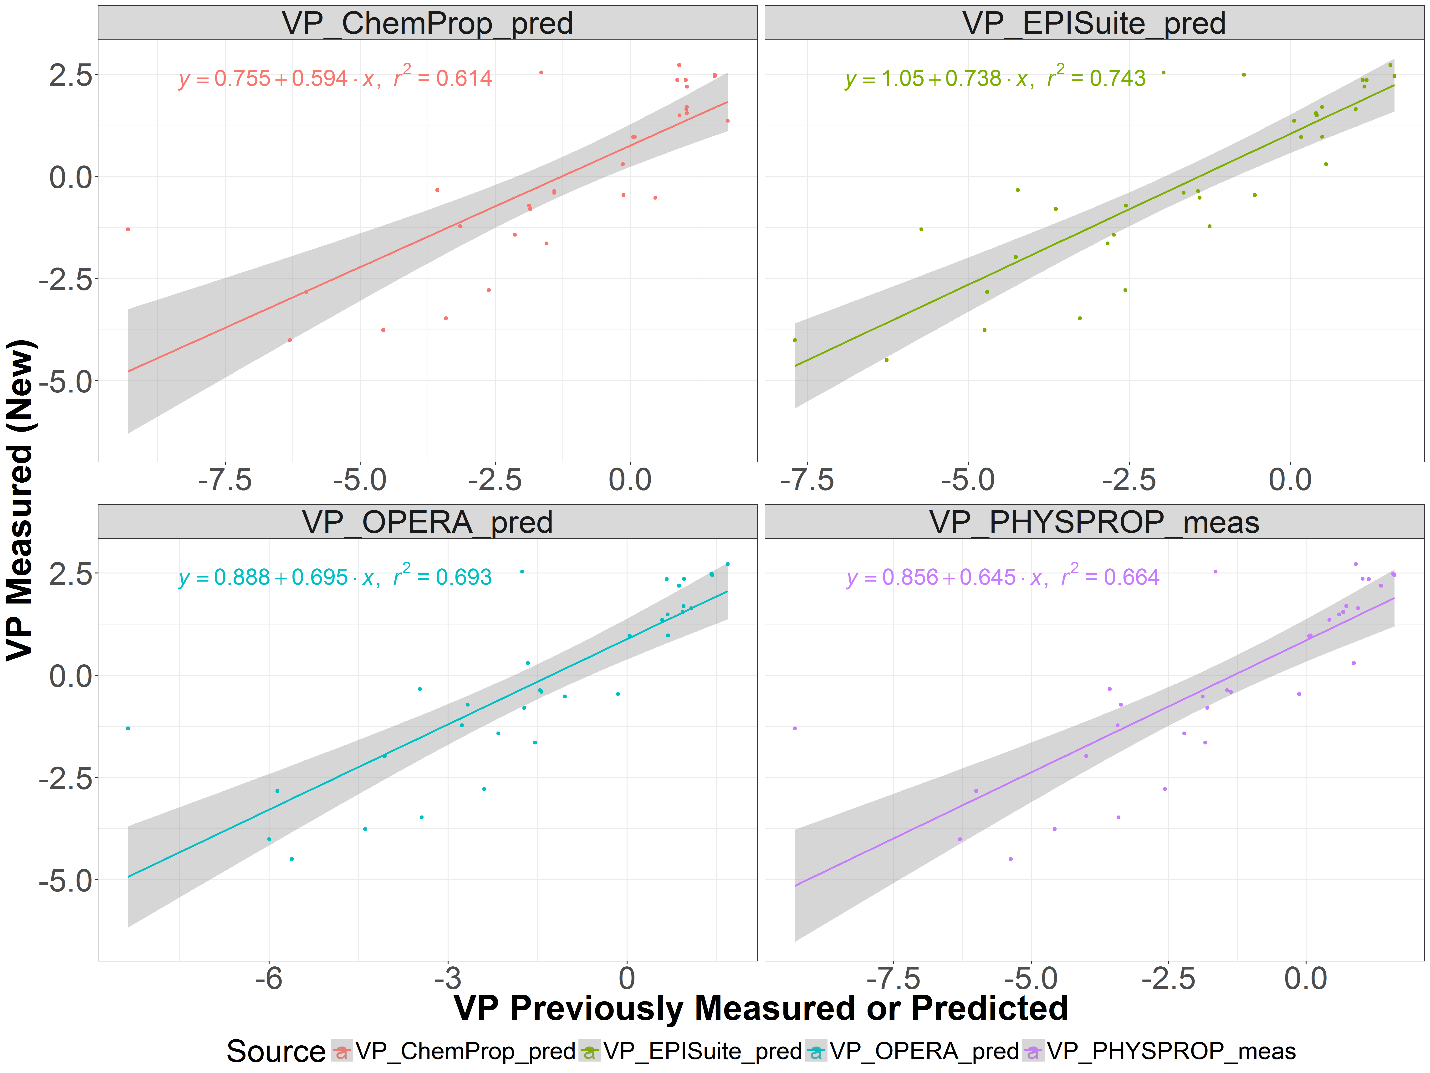 VP_ChemProp_pred
VP_EPISuite_pred
y = 0.755 + 0.594 · x, r² = 0.614
y = 1.05 + 0.738 · x, r² = 0.743
2.5
0.0
-2.5
-5.0
-7.5 -5.0 -2.5 0.0
-7.5 -5.0 -2.5 0.0
VP_OPERA_pred
VP_PHYSPROP_meas
y = 0.888 + 0.695 · x, r² = 0.693
y = 0.856 + 0.645 · x, r² = 0.664
2.5
0.0
-2.5
-5.0
-6 -3 0
-7.5 -5.0 -2.5 0.0
VP Measured (New)
VP Previously Measured or Predicted
Source a VP_ChemProp_pred a VP_EPISuite_pred a VP_OPERA_pred a VP_PHYSPROP_meas